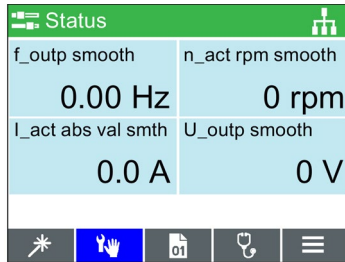 Status
f_outp smooth
n_act rpm smooth
0.00 Hz
0 rpm
I_act abs val smth
U_outp smooth
0.0 A
0 V
01